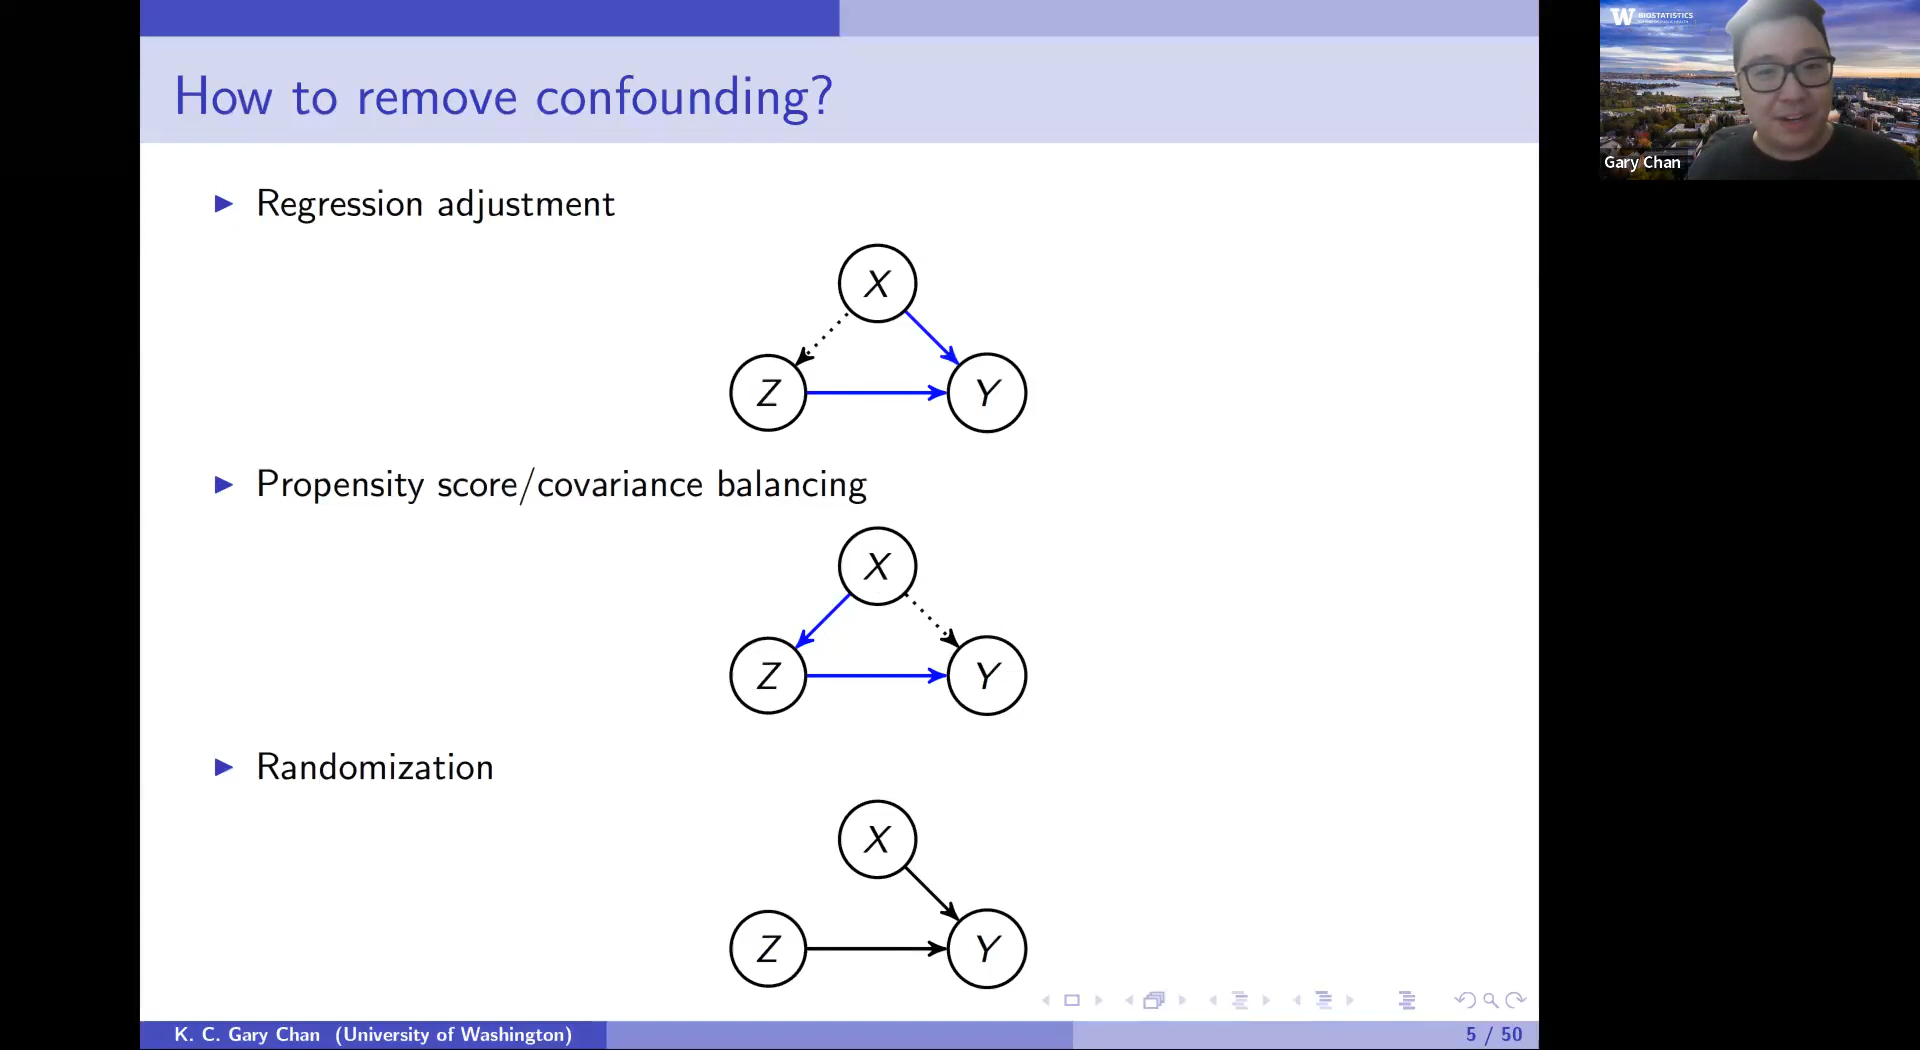 How to remove confounding?
Regression adjustment
X
Z
Y
Propensity score/covariance balancing
X
Z
Y
Randomization
X
Z
Y
K. C. Gary Chan (University of Washington)
5 / 50
W BIOSTATISTICS
Gary Chan